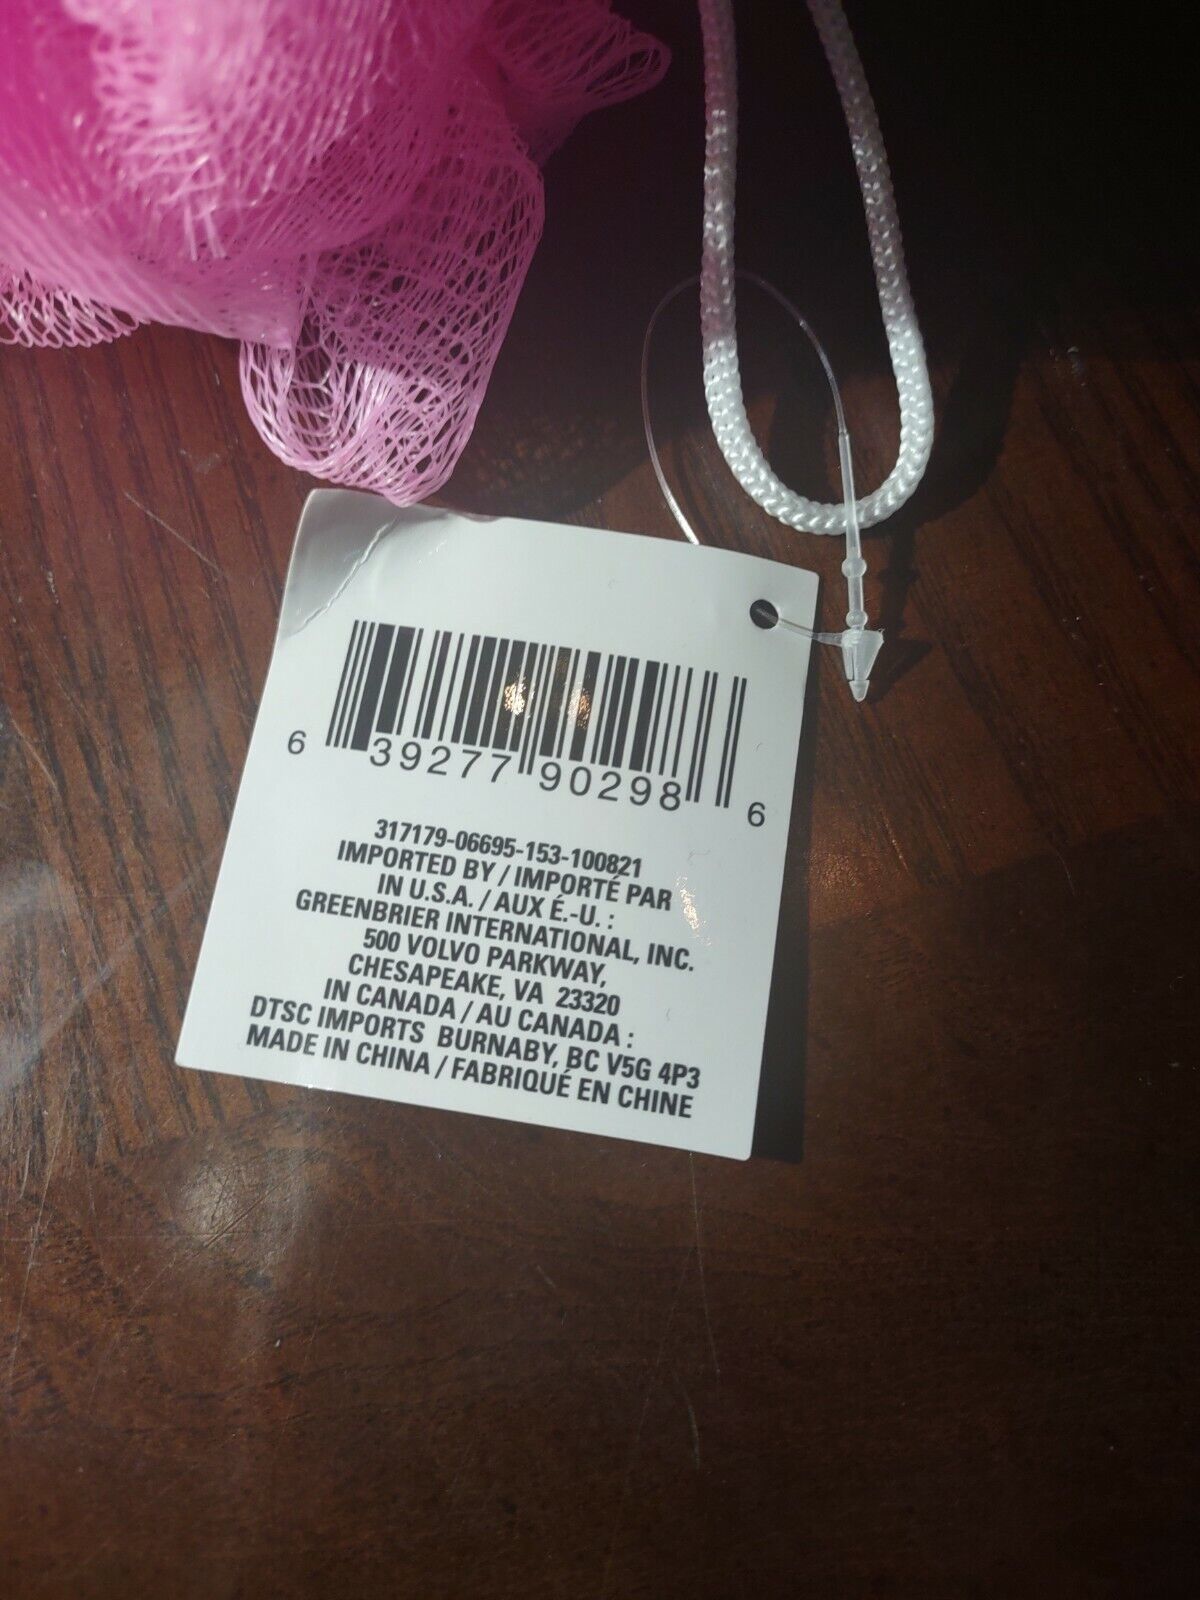 6 39277 90298 6
317179-06695-153-100821
IMPORTED BY / IMPORTÉ PAR
IN U.S.A. / AUX É.-U. :
GREENBRIER INTERNATIONAL, INC.
500 VOLVO PARKWAY,
CHESAPEAKE, VA 23320
IN CANADA / AU CANADA :
DTSC IMPORTS BURNABY, BC V5G 4P3
MADE IN CHINA / FABRIQUÉ EN CHINE